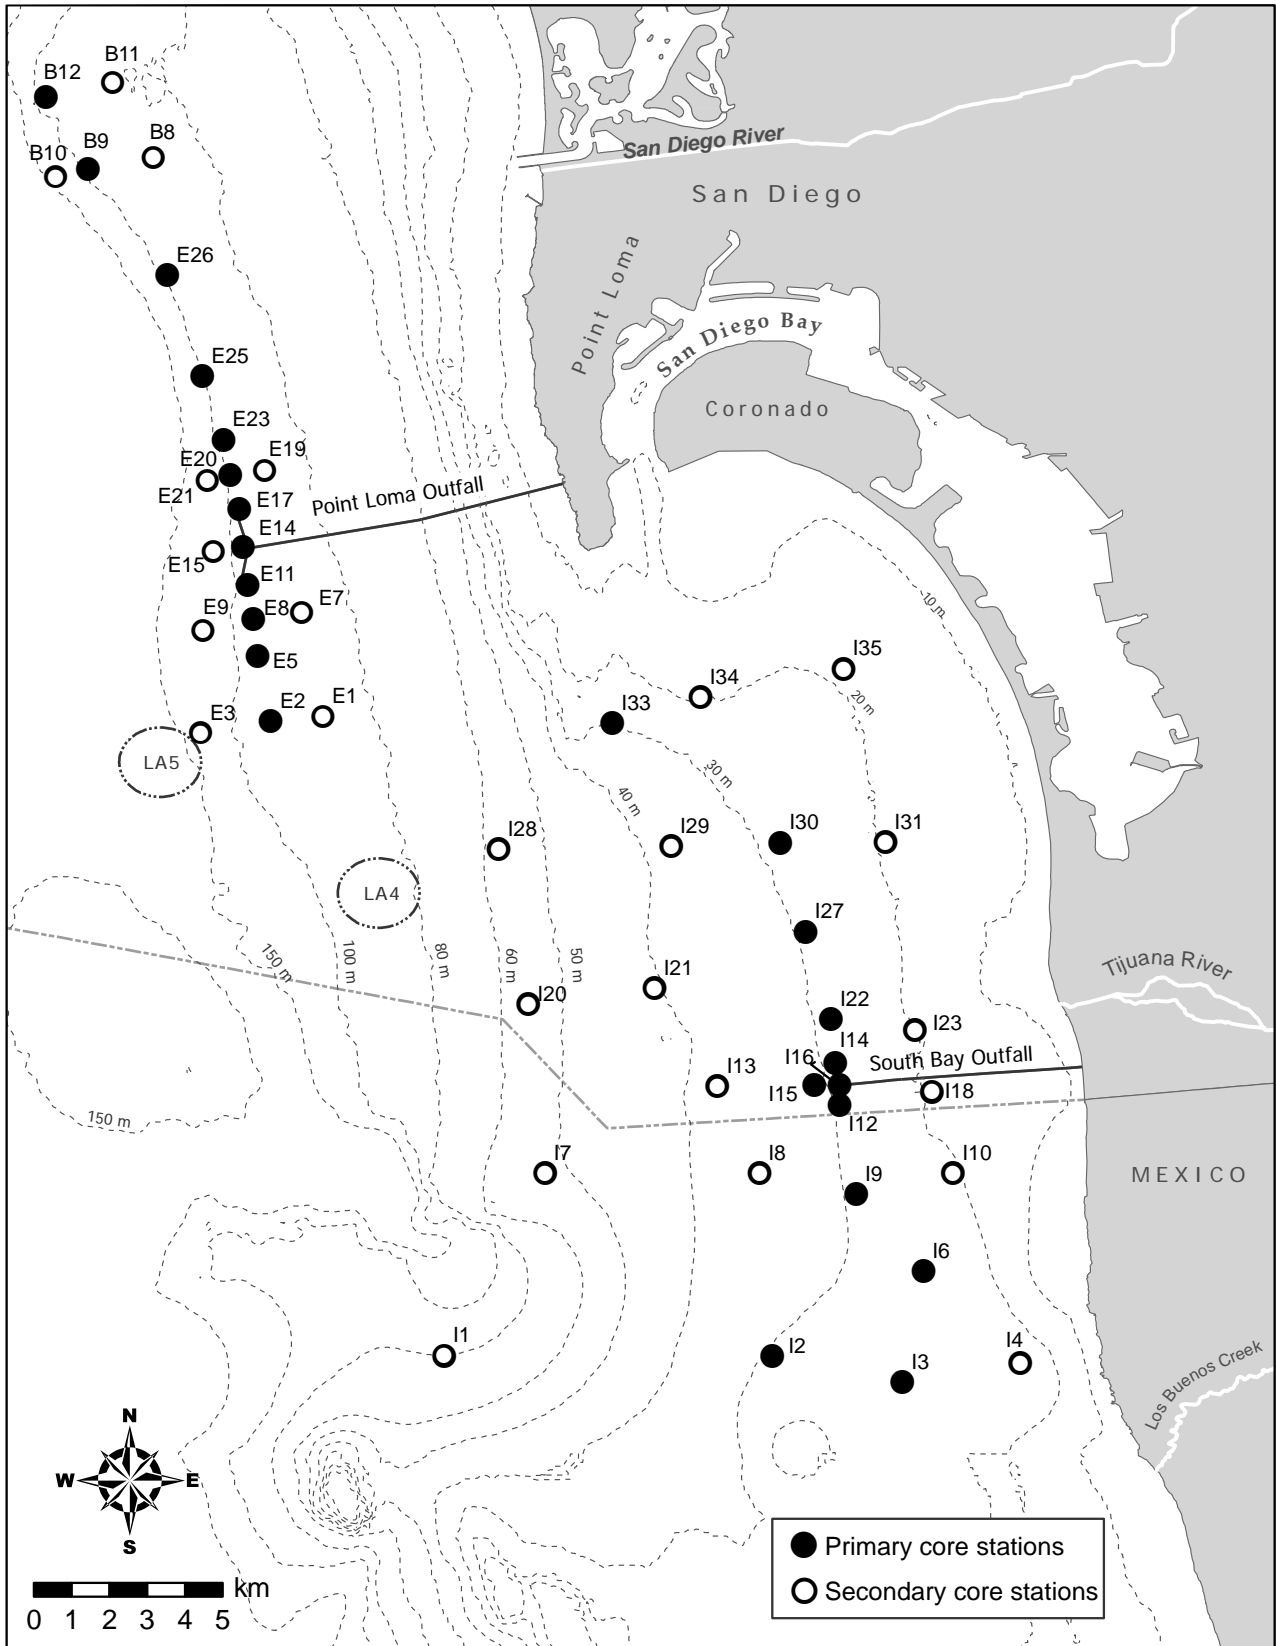 B11
B12
B8
B9
B10
San Diego River
San Diego
E26
Point Loma
San Diego Bay
E25
Coronado
E23
E19
E20
E21
E17
Point Loma Outfall
E14
E15
E11
E9
E8
E7
10 m
E5
I35
I34
E3
E2
E1
I33
20 m
LA5
30 m
40 m
I28
I29
I30
I31
LA4
I27
150 m
100 m
80 m
60 m
50 m
I21
Tijuana River
I20
I22
I23
I14
I16
South Bay Outfall
I13
I15
I18
I12
150 m
I7
I8
I9
I10
MEXICO
I6
I1
I2
I3
I4
Los Buenos Creek
N
W
E
S
Primary core stations
Secondary core stations
km
0 1 2 3 4 5